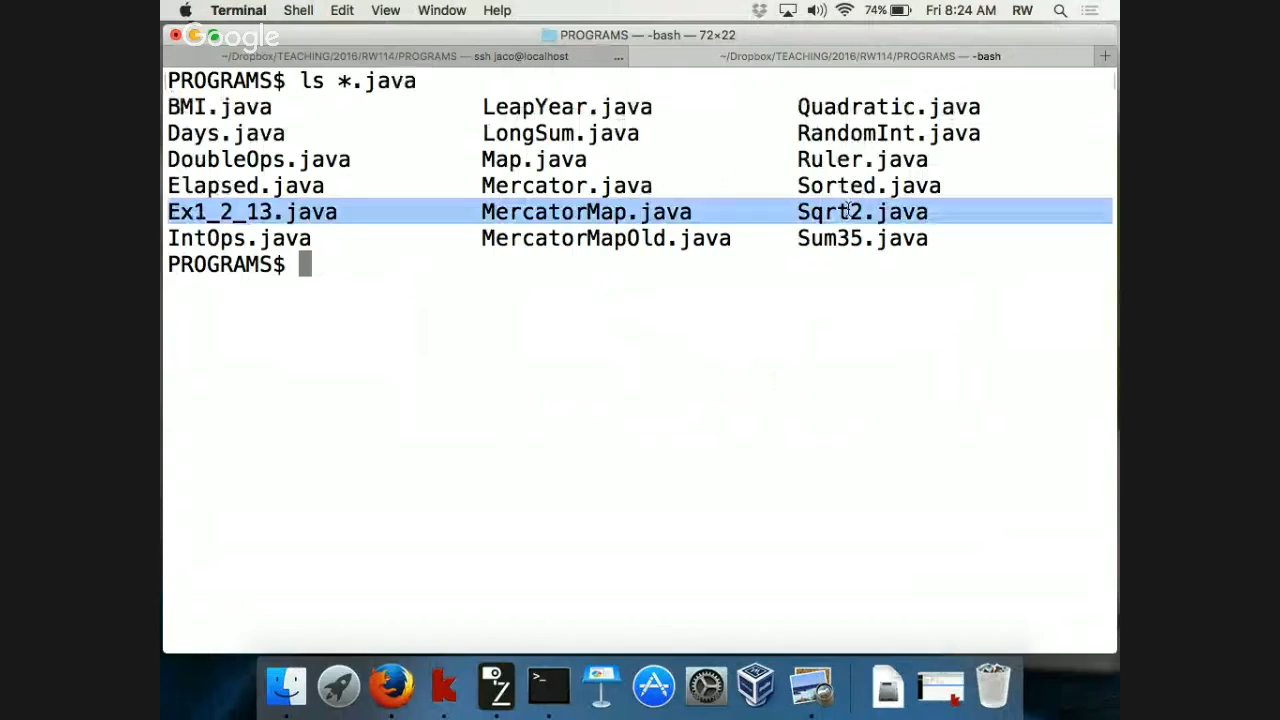 Terminal Shell Edit View Window Help 74% Fri 8:24 AM RW
Google
PROGRAMS — -bash — 72×22
~/Dropbox/TEACHING/2016/RW114/PROGRAMS — ssh jaco@localhost ... ~/Dropbox/TEACHING/2016/RW114/PROGRAMS — -bash +
PROGRAMS$ ls *.java
BMI.java LeapYear.java Quadratic.java
Days.java LongSum.java RandomInt.java
DoubleOps.java Map.java Ruler.java
Elapsed.java Mercator.java Sorted.java
Ex1_2_13.java MercatorMap.java Sqrt2.java
IntOps.java MercatorMapOld.java Sum35.java
PROGRAMS$